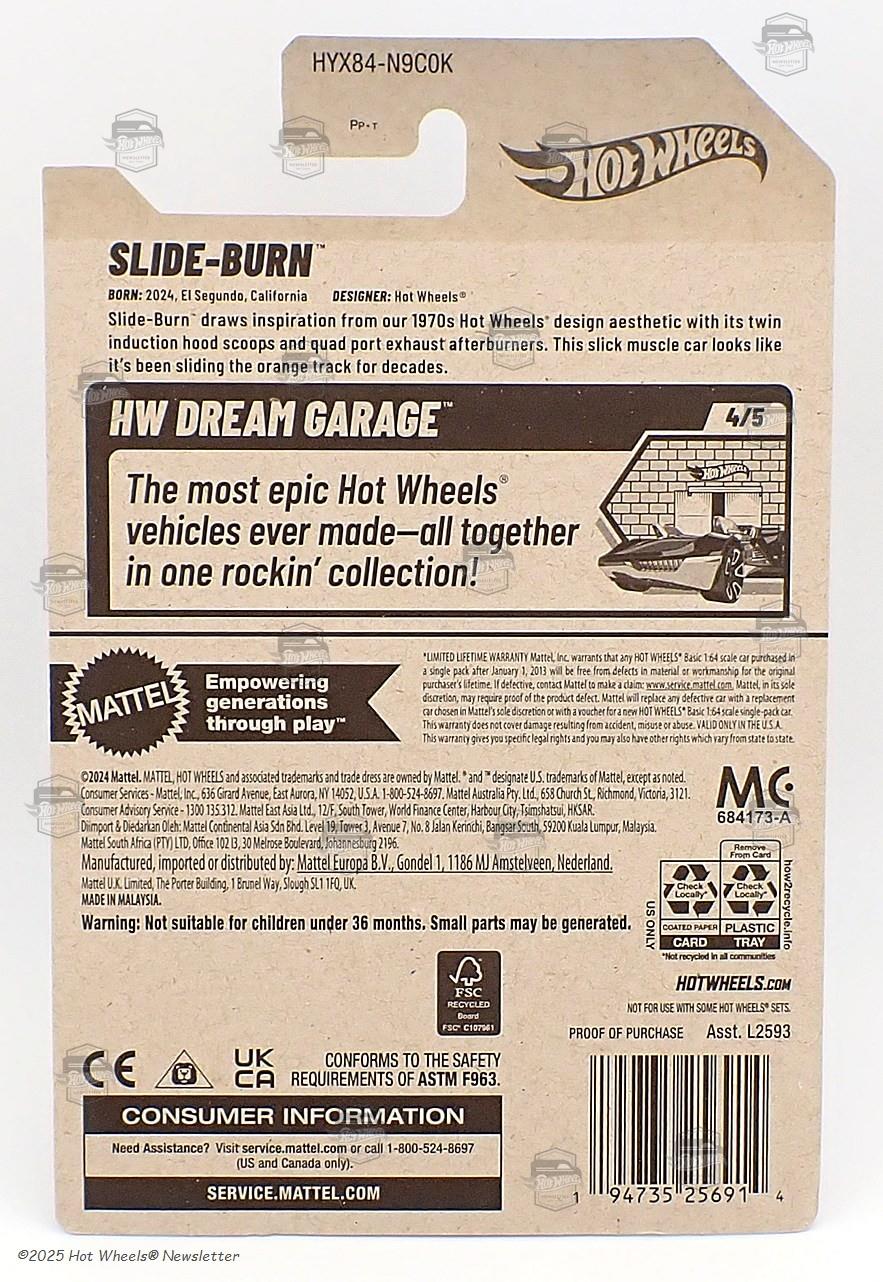 HYX84-N9C0K
PP-T
HOT WHEELS
SLIDE-BURN™
BORN: 2024, El Segundo, California DESIGNER: Hot Wheels®
Slide-Burn™ draws inspiration from our 1970s Hot Wheels® design aesthetic with its twin
induction hood scoops and quad port exhaust afterburners. This slick muscle car looks like
it's been sliding the orange track for decades.
HW DREAM GARAGE™
4/5
The most epic Hot Wheels®
vehicles ever made—all together
in one rockin' collection!
Hot Wheels
MATTEL
Empowering
generations
through play™
*LIMITED LIFETIME WARRANTY Mattel, Inc. warrants that any HOT WHEELS® Basic 1:64 scale car purchased in
a single pack after January 1, 2013 will be free from defects in material or workmanship for the original
purchaser's lifetime. If defective, contact Mattel to make a claim: www.service.mattel.com. Mattel, in its sole
discretion, may require proof of the product defect. Mattel will replace any defective car with a replacement
car chosen in Mattel's sole discretion or with a voucher for a new HOT WHEELS® Basic 1:64 scale single-pack car.
This warranty does not cover damage resulting from accident, misuse or abuse. VALID ONLY IN THE U.S.A.
This warranty gives you specific legal rights and you may also have other rights which vary from state to state.
©2024 Mattel. MATTEL, HOT WHEELS and associated trademarks and trade dress are owned by Mattel. ® and ™ designate U.S. trademarks of Mattel, except as noted.
Consumer Services - Mattel, Inc., 636 Girard Avenue, East Aurora, NY 14052, U.S.A. 1-800-524-8697. Mattel Australia Pty. Ltd., 658 Church St., Richmond, Victoria, 3121.
Consumer Advisory Service - 1300 135 312. Mattel East Asia Ltd., 12/F, South Tower, World Finance Center, Harbour City, Tsimshatsui, HKSAR.
Diimport & Diedarkan Oleh: Mattel Continental Asia Sdn Bhd. Level 19, Tower 3, Avenue 7, No. 8 Jalan Kerinchi, Bangsar South, 59200 Kuala Lumpur, Malaysia.
Mattel South Africa (PTY) LTD, Office 102 I3, 30 Melrose Boulevard, Johannesburg 2196.
Manufactured, imported or distributed by: Mattel Europa B.V., Gondel 1, 1186 MJ Amstelveen, Nederland.
Mattel U.K. Limited, The Porter Building, 1 Brunel Way, Slough SL1 1FQ, UK.
MADE IN MALAYSIA.
Warning: Not suitable for children under 36 months. Small parts may be generated.
MC
684173-A
Remove
From Card
Check
Locally*
Check
Locally*
COATED PAPER
PLASTIC
CARD
TRAY
US ONLY
how2recycle.info
*Not recycled in all communities
FSC
RECYCLED
Board
FSC® C107961
HOTWHEELS.COM
NOT FOR USE WITH SOME HOT WHEELS® SETS.
PROOF OF PURCHASE Asst. L2593
CE
UK
CA
CONFORMS TO THE SAFETY
REQUIREMENTS OF ASTM F963.
CONSUMER INFORMATION
Need Assistance? Visit service.mattel.com or call 1-800-524-8697
(US and Canada only).
SERVICE.MATTEL.COM
1 94735 25691 4
©2025 Hot Wheels® Newsletter